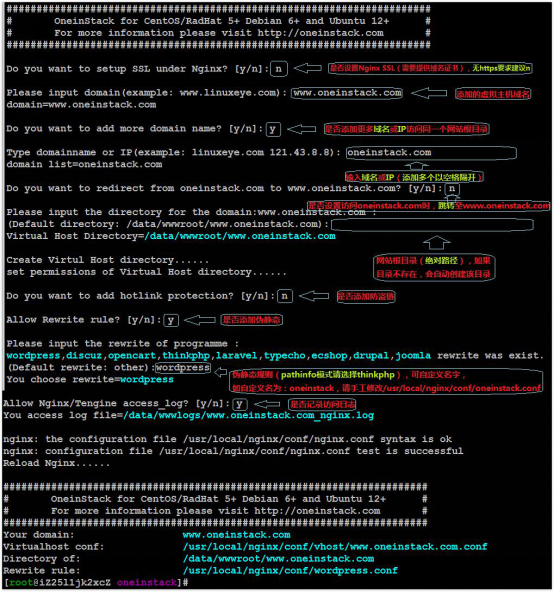 #######################################################################
#       OneinStack for CentOS/RadHat 5+ Debian 6+ and Ubuntu 12+      #
#       For more information please visit http://oneinstack.com       #
#######################################################################
Do you want to setup SSL under Nginx? [y/n]: n 是否设置Nginx SSL（需要提供域名证书），无https要求建议n
Please input domain(example: www.linuxeye.com): www.oneinstack.com 添加的虚拟主机域名
domain=www.oneinstack.com
Do you want to add more domain name? [y/n]: y 是否添加更多域名或IP访问同一个网站根目录
Type domainname or IP(example: linuxeye.com 121.43.8.8): oneinstack.com
domain list=oneinstack.com 输入域名或IP（添加多个以空格隔开）
Do you want to redirect from oneinstack.com to www.oneinstack.com? [y/n]: n
是否设置访问oneinstack.com时，跳转至www.oneinstack.com
Please input the directory for the domain:www.oneinstack.com :
(Default directory: /data/wwwroot/www.oneinstack.com):
Virtual Host Directory=/data/wwwroot/www.oneinstack.com
网站根目录（绝对路径），如果
目录不存在，会自动创建该目录
Create Virtul Host directory......
set permissions of Virtual Host directory......
Do you want to add hotlink protection? [y/n]: n 是否添加防盗链
Allow Rewrite rule? [y/n]: y 是否添加伪静态
Please input the rewrite of programme :
wordpress,discuz,opencart,thinkphp,laravel,typecho,ecshop,drupal,joomla rewrite was exist.
(Default rewrite: other):wordpress 伪静态规则（pathinfo模式请选择thinkphp），可自定义名字，
You choose rewrite=wordpress 如自定义名为：oneinstack，请手工修改/usr/local/nginx/conf/oneinstack.conf
Allow Nginx/Tengine access_log? [y/n]: y 是否记录访问日志
You access log file=/data/wwwlogs/www.oneinstack.com_nginx.log
nginx: the configuration file /usr/local/nginx/conf/nginx.conf syntax is ok
nginx: configuration file /usr/local/nginx/conf/nginx.conf test is successful
Reload Nginx......
#######################################################################
#       OneinStack for CentOS/RadHat 5+ Debian 6+ and Ubuntu 12+      #
#       For more information please visit http://oneinstack.com       #
#######################################################################
Your domain: www.oneinstack.com
Virtualhost conf: /usr/local/nginx/conf/vhost/www.oneinstack.com.conf
Directory of: /data/wwwroot/www.oneinstack.com
Rewrite rule: /usr/local/nginx/conf/wordpress.conf
[root@iZ25l1jk2xcZ oneinstack]#